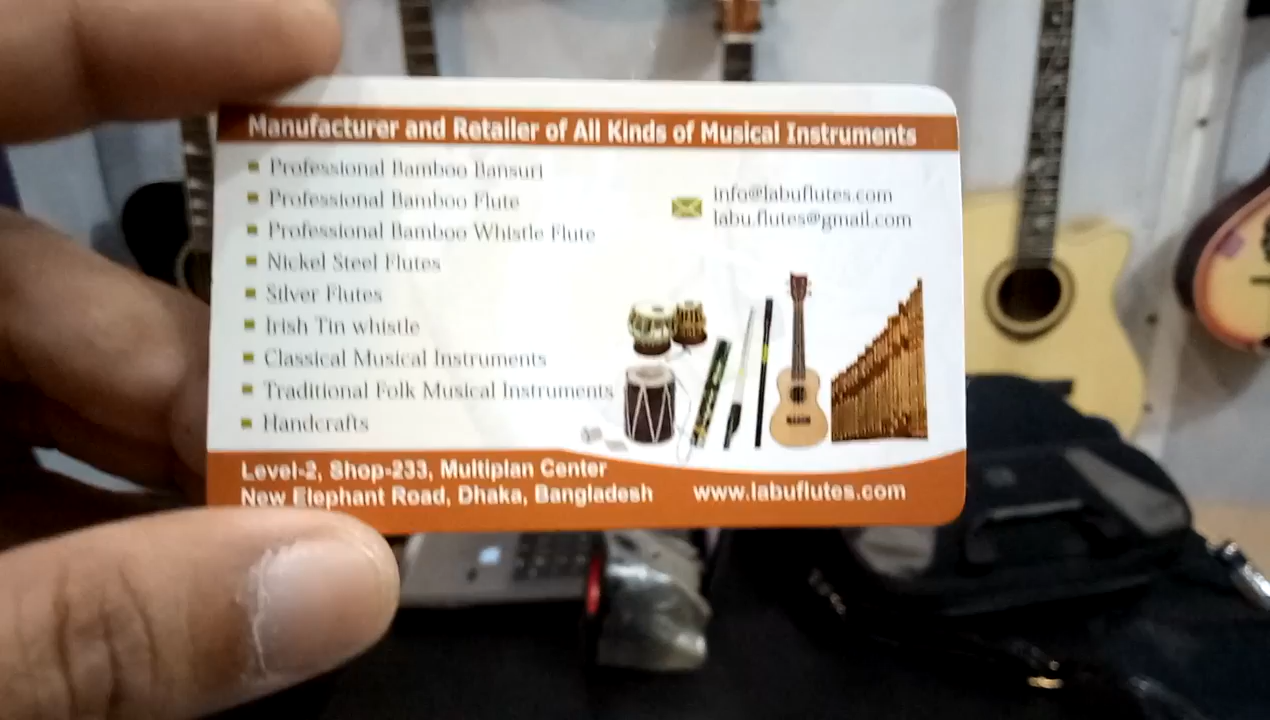 Manufacturer and Retailer of All Kinds of Musical Instruments
Professional Bamboo Bansuri
Professional Bamboo Flute
Professional Bamboo Whistle Flute
Nickel Steel Flutes
Silver Flutes
Irish Tin whistle
Classical Musical Instruments
Traditional Folk Musical Instruments
Handcrafts
info@labuflutes.com
labu.flutes@gmail.com
Level-2, Shop-233, Multiplan Center
New Elephant Road, Dhaka, Bangladesh
www.labuflutes.com